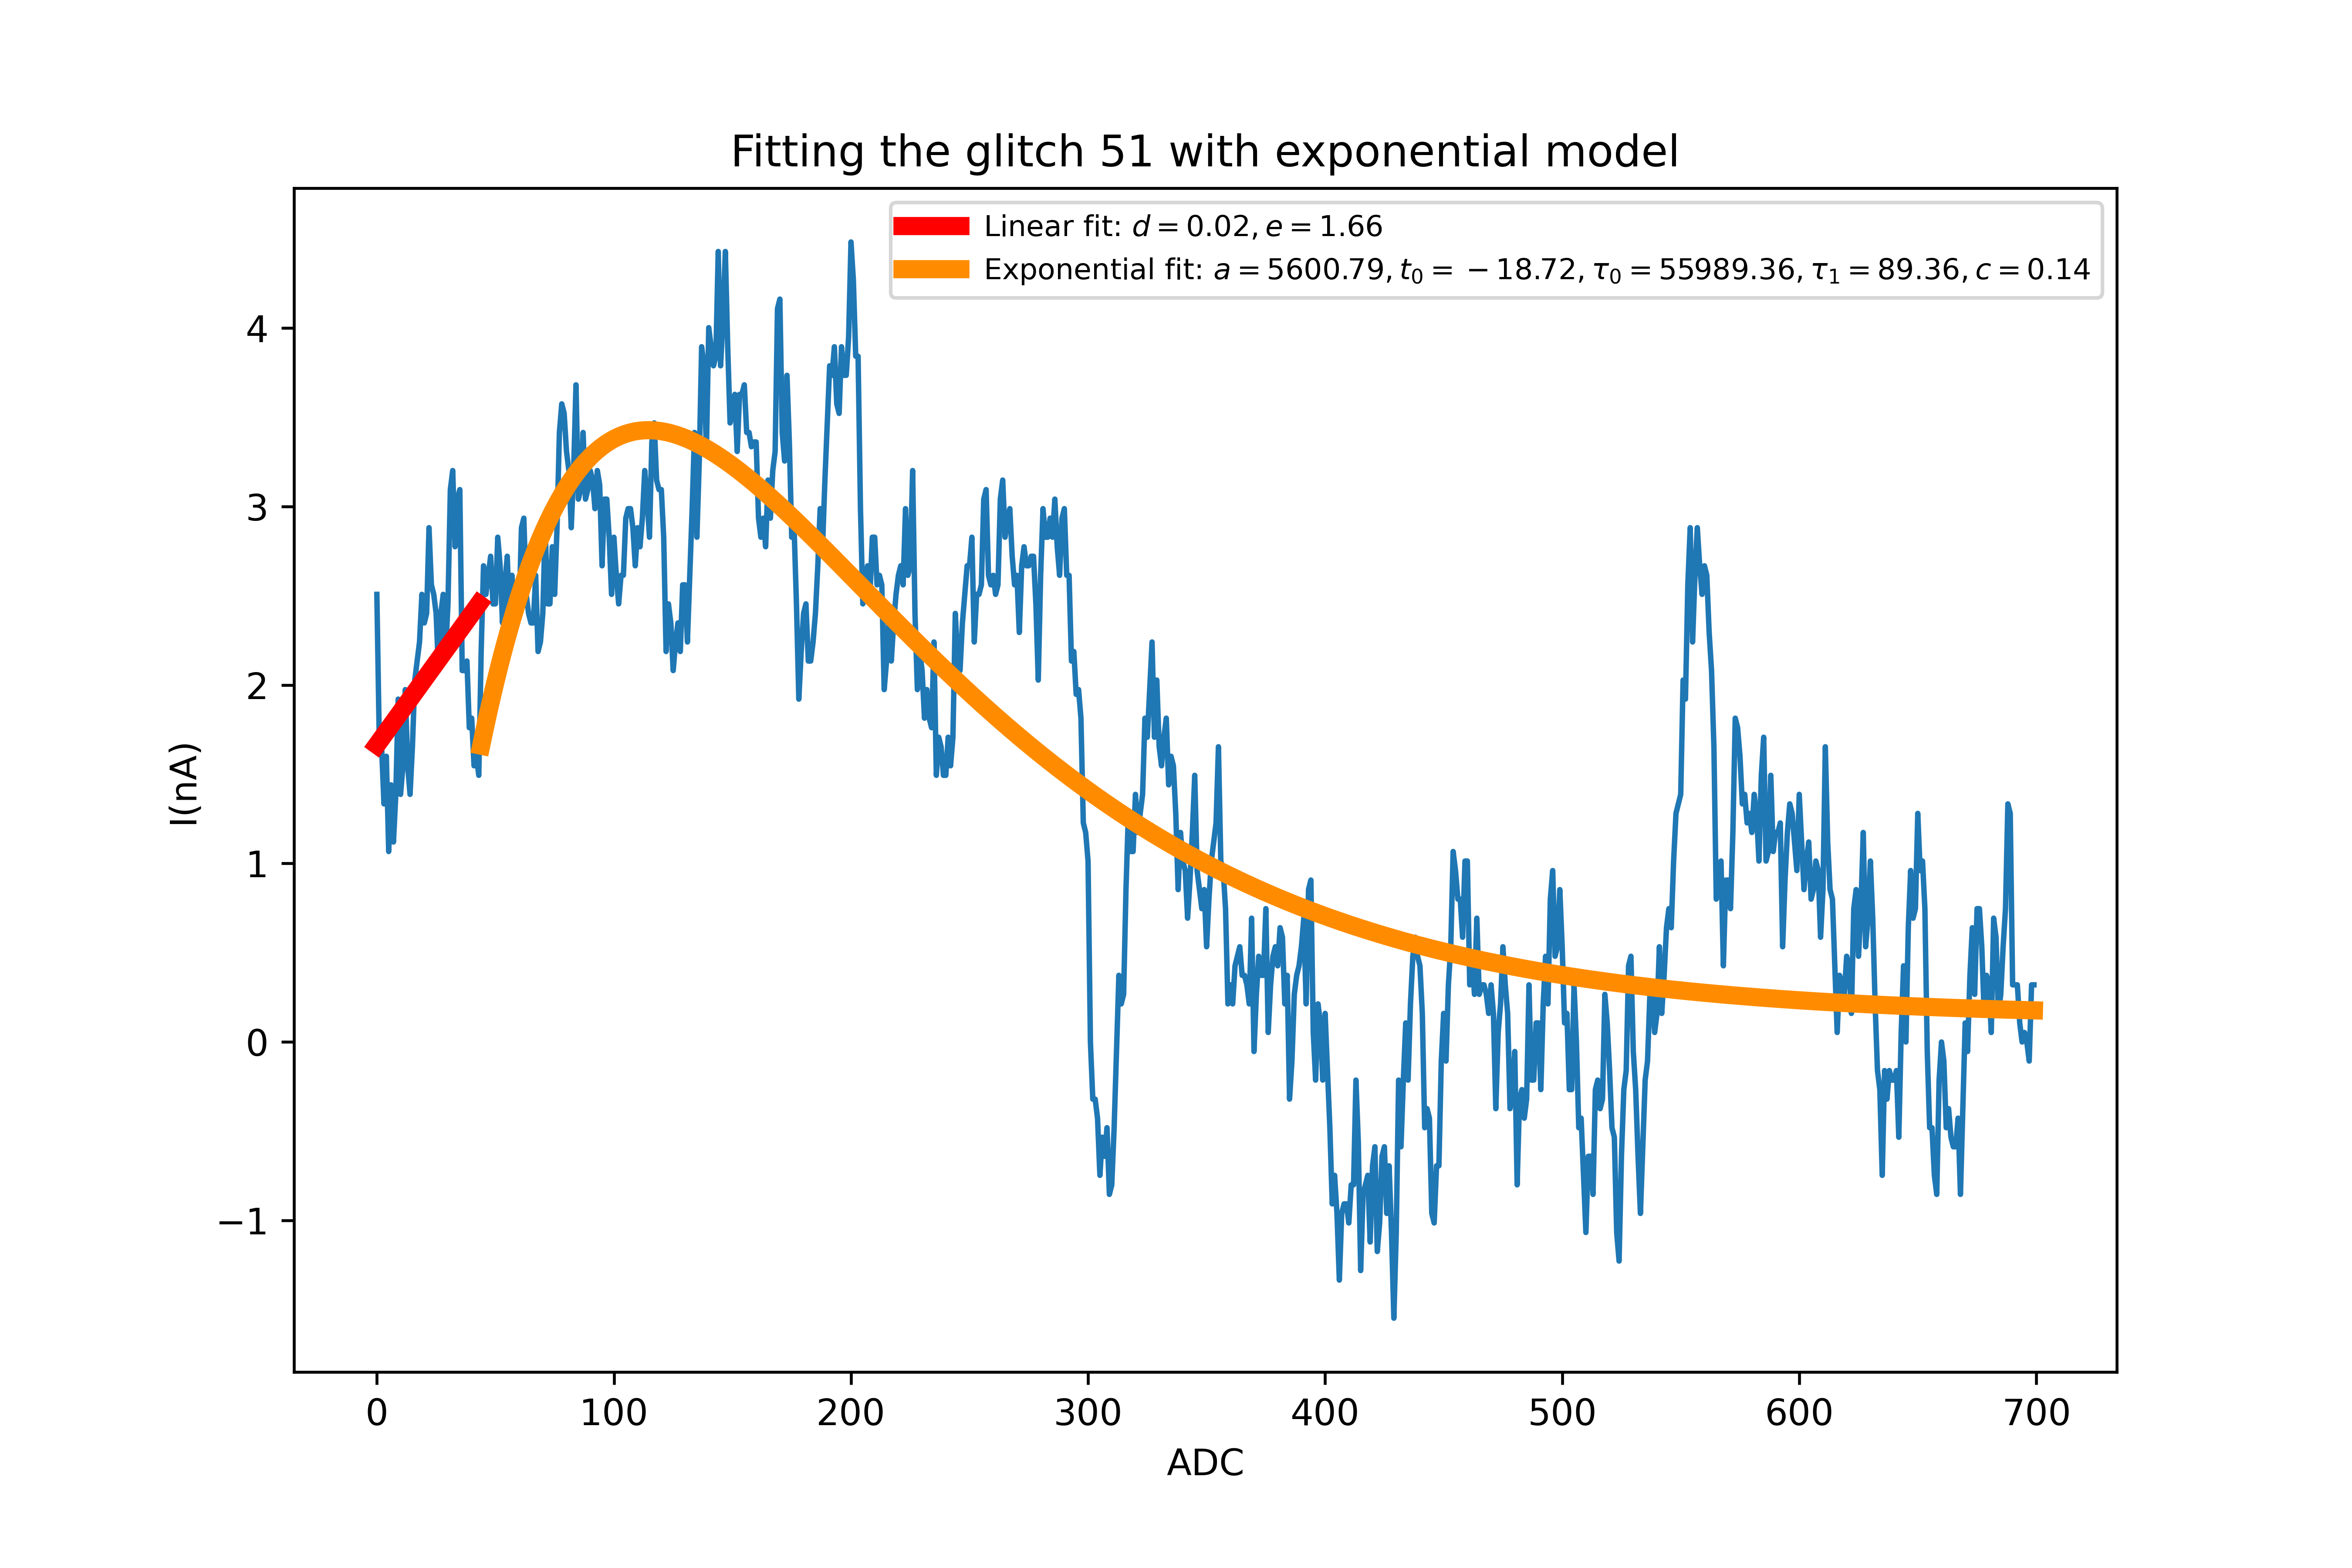 Fitting the glitch 51 with exponential model
Linear fit: d = 0.02, e = 1.66
Exponential fit: a = 5600.79, t₀ = −18.72, τ₀ = 55989.36, τ₁ = 89.36, c = 0.14
4
3
2
1
0
−1
I(nA)
0 100 200 300 400 500 600 700
ADC